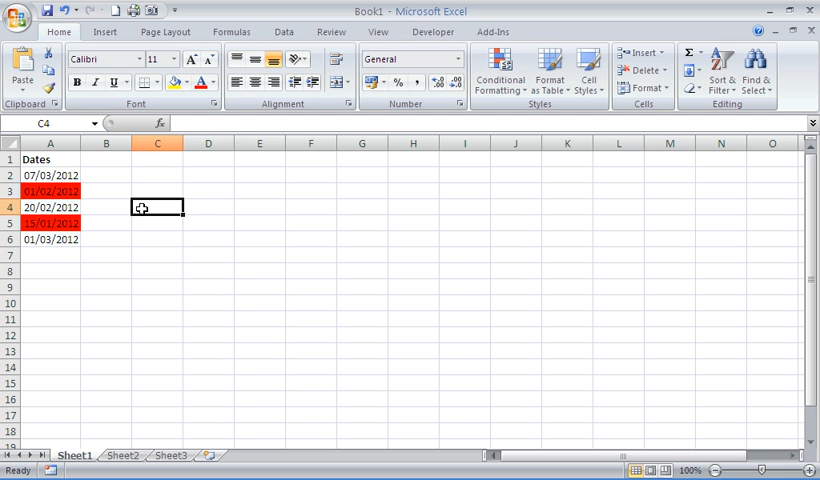 Book1 - Microsoft Excel
Home Insert Page Layout Formulas Data Review View Developer Add-Ins
Calibri 11 General Insert
Paste Conditional Formatting Format as Table Cell Styles Delete Sort & Filter Find & Select
Format
Clipboard Font Alignment Number Styles Cells Editing
C4 fx
A B C D E F G H I J K L M N O
1 Dates
2 07/03/2012
3 01/02/2012
4 20/02/2012
5 15/01/2012
6 01/03/2012
7
8
9
10
11
12
13
14
15
16
17
18
19
Sheet1 Sheet2 Sheet3
Ready 100%